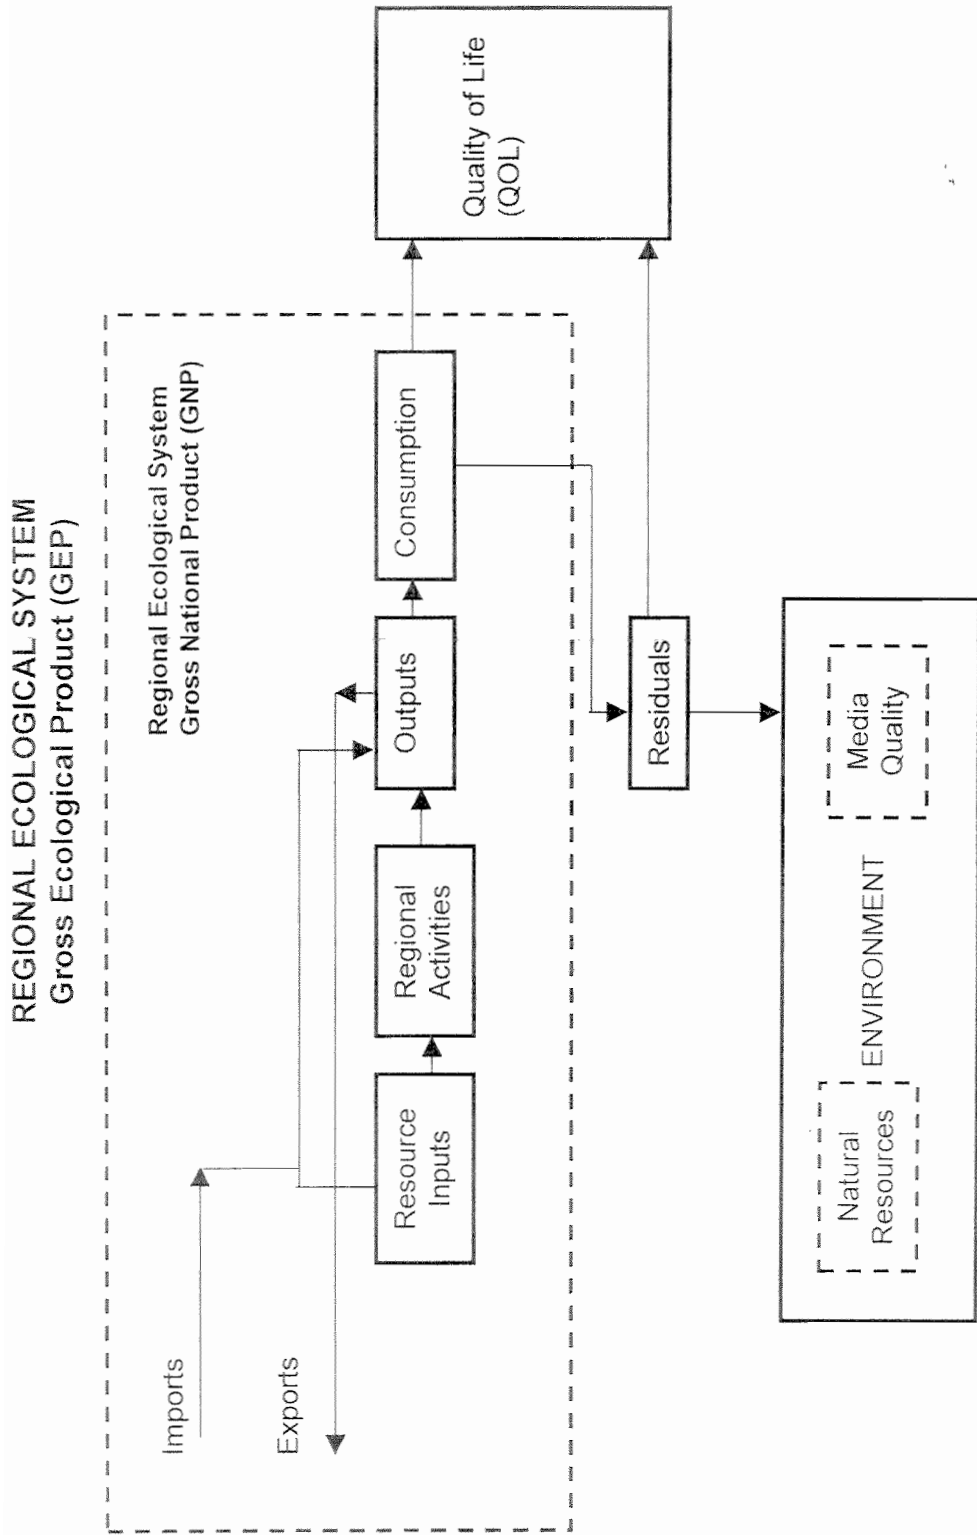 REGIONAL ECOLOGICAL SYSTEM
Gross Ecological Product (GEP)
Regional Ecological System
Gross National Product (GNP)
Imports
Exports
Resource
Inputs
Regional
Activities
Outputs
Consumption
Quality of Life
(QOL)
Residuals
Natural
Resources
ENVIRONMENT
Media
Quality